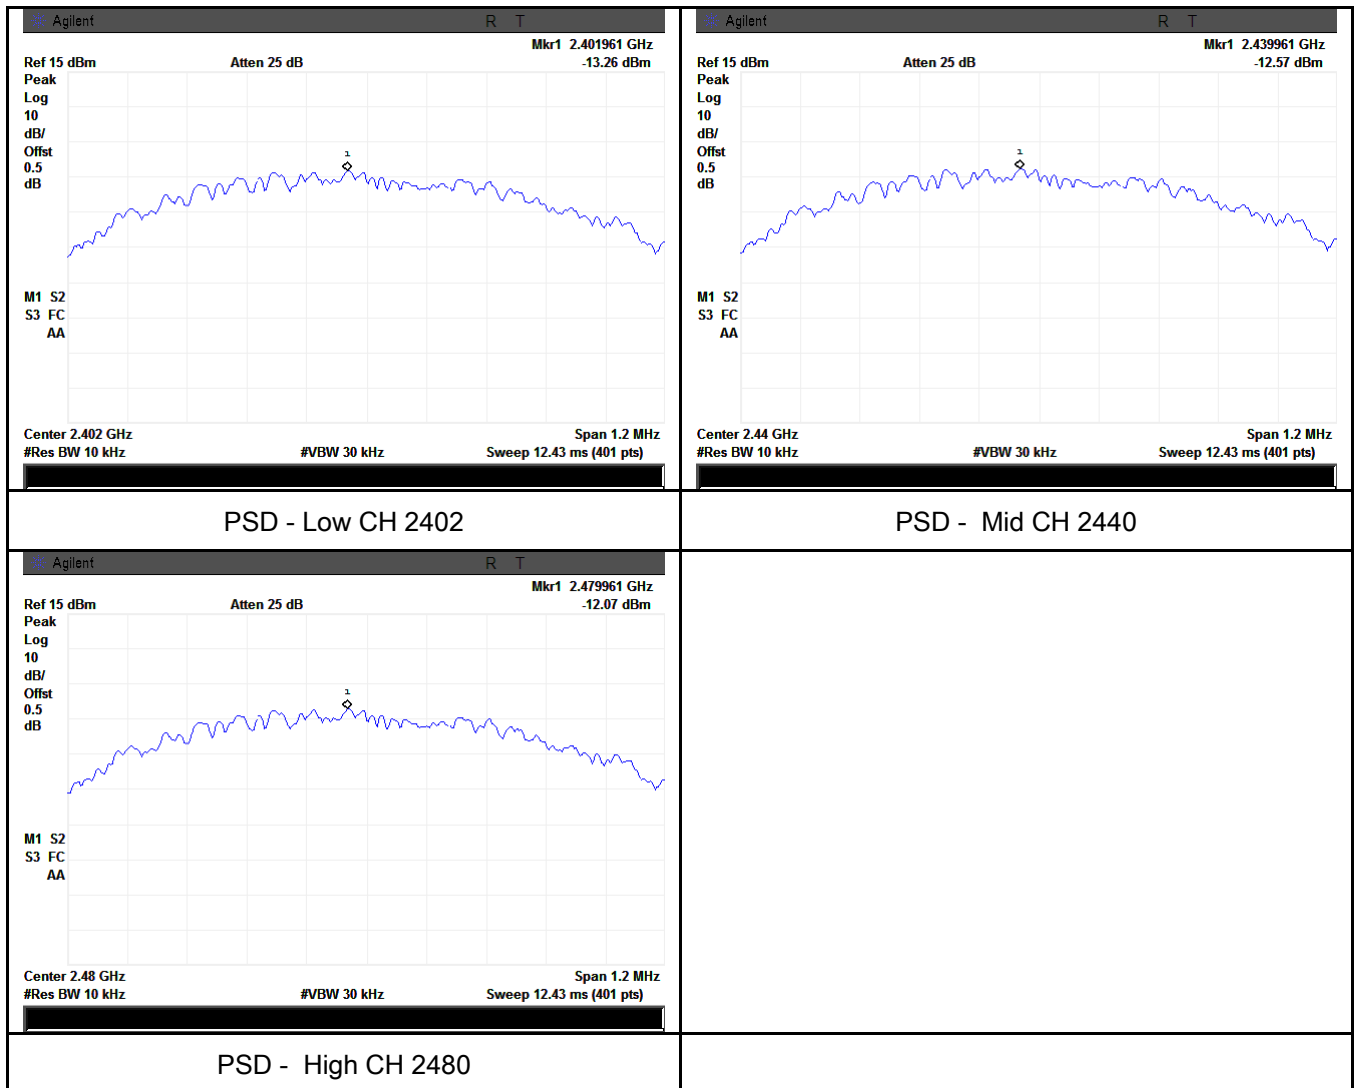 Agilent R T
Mkr1 2.401961 GHz
Ref 15 dBm Atten 25 dB -13.26 dBm
Peak
Log
10
dB/
Offst
0.5
dB
1
M1 S2
S3 FC
AA
Center 2.402 GHz Span 1.2 MHz
#Res BW 10 kHz #VBW 30 kHz Sweep 12.43 ms (401 pts)
PSD - Low CH 2402
Agilent R T
Mkr1 2.439961 GHz
Ref 15 dBm Atten 25 dB -12.57 dBm
Peak
Log
10
dB/
Offst
0.5
dB
1
M1 S2
S3 FC
AA
Center 2.44 GHz Span 1.2 MHz
#Res BW 10 kHz #VBW 30 kHz Sweep 12.43 ms (401 pts)
PSD - Mid CH 2440
Agilent R T
Mkr1 2.479961 GHz
Ref 15 dBm Atten 25 dB -12.07 dBm
Peak
Log
10
dB/
Offst
0.5
dB
1
M1 S2
S3 FC
AA
Center 2.48 GHz Span 1.2 MHz
#Res BW 10 kHz #VBW 30 kHz Sweep 12.43 ms (401 pts)
PSD - High CH 2480